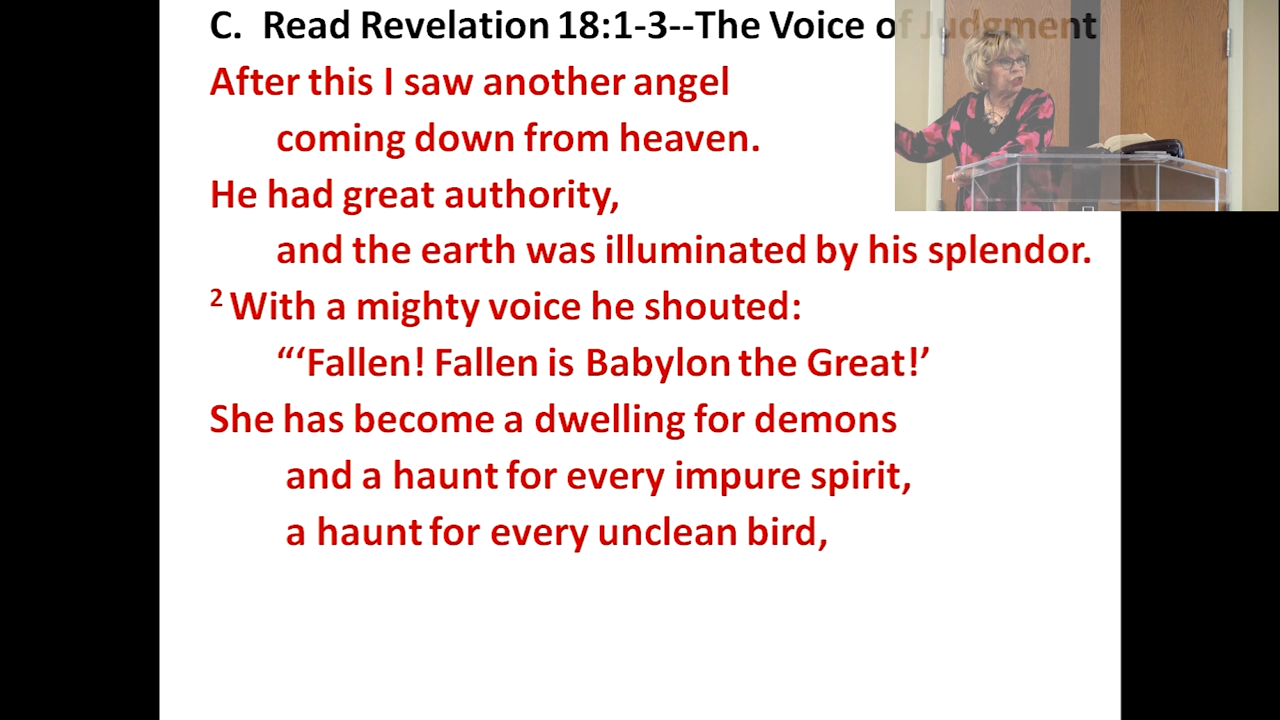 C. Read Revelation 18:1-3--The Voice of Judgment
After this I saw another angel
coming down from heaven.
He had great authority,
and the earth was illuminated by his splendor.
2 With a mighty voice he shouted:
“‘Fallen! Fallen is Babylon the Great!’
She has become a dwelling for demons
and a haunt for every impure spirit,
a haunt for every unclean bird,